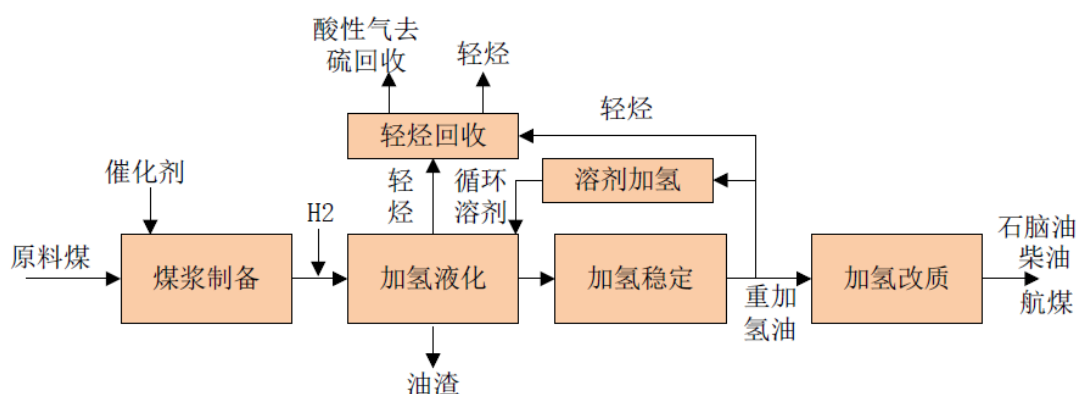 酸性气去
硫回收
轻烃
轻烃回收
轻烃
催化剂
轻
烃
循环
溶剂
溶剂加氢
H2
原料煤
煤浆制备
加氢液化
加氢稳定
重加
氢油
加氢改质
石脑油
柴油
航煤
油渣